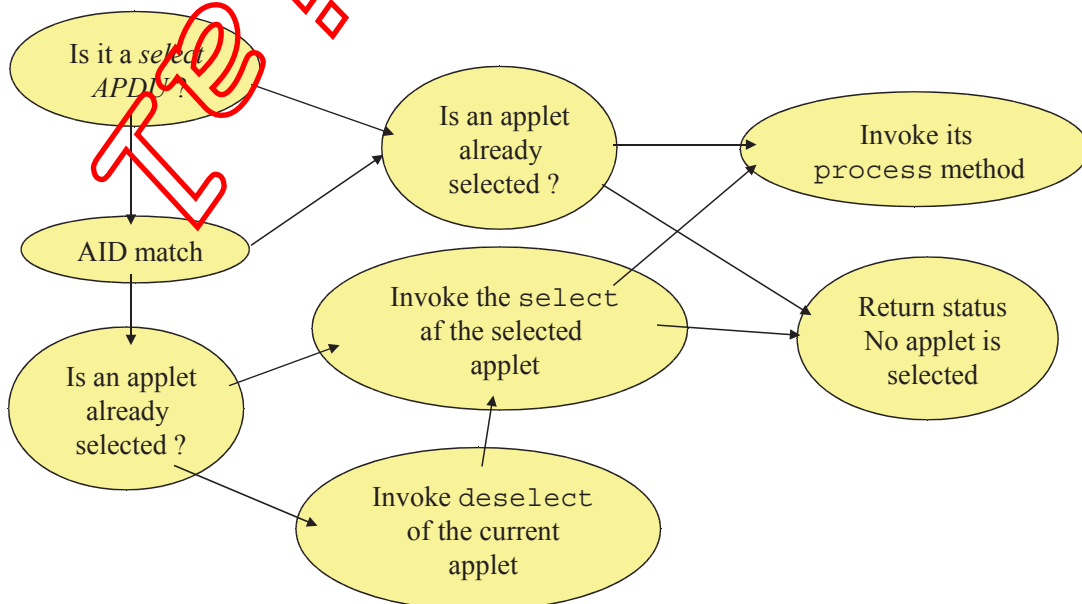 Is it a select
APDU ?
Is an applet
already
selected ?
Invoke its
process method
AID match
Invoke the select
af the selected
applet
Return status
No applet is
selected
Is an applet
already
selected ?
Invoke deselect
of the current
applet